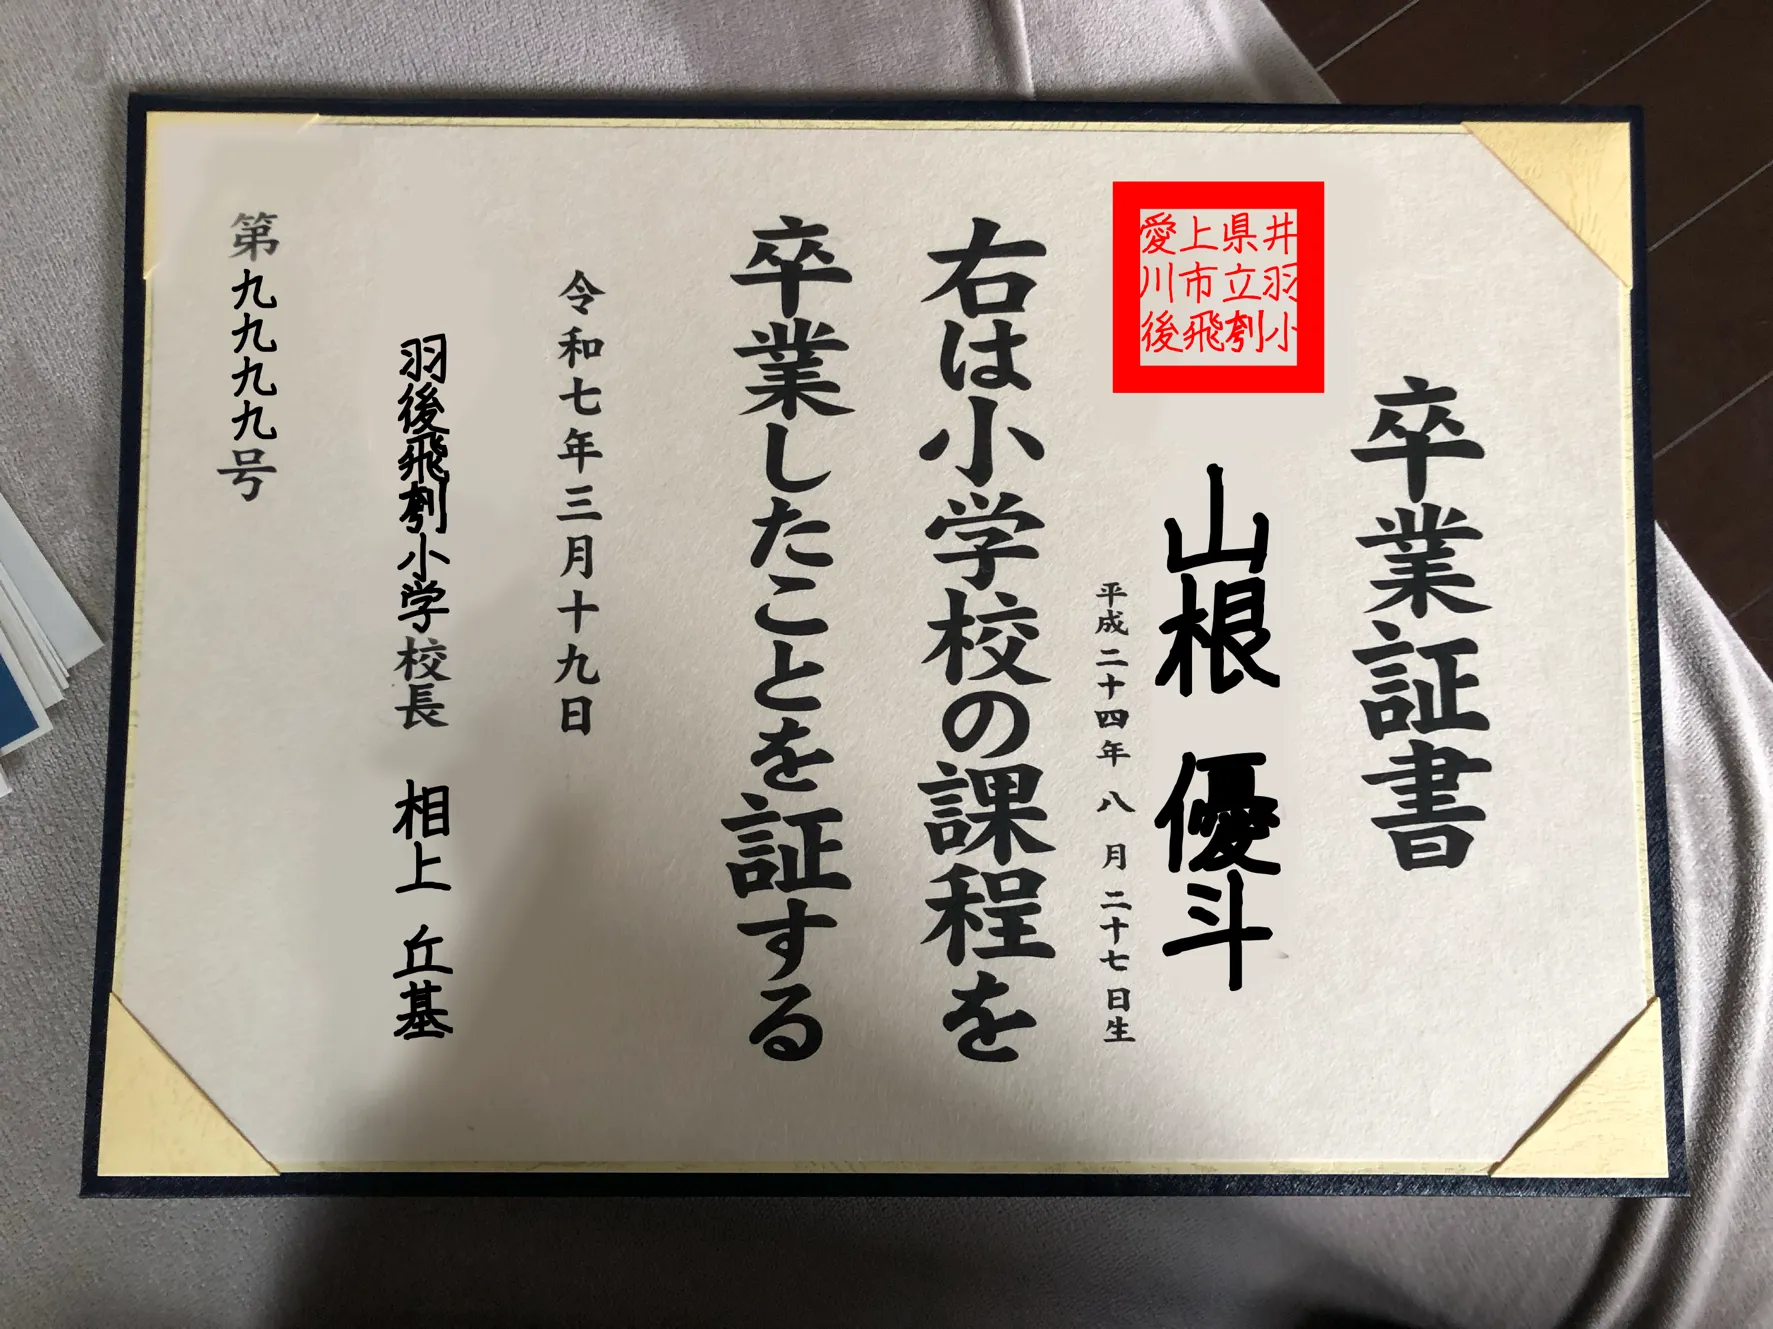 卒業証書
愛上県井
川市立羽
後飛刳小
山根 優斗
平成二十四年八月二十七日生
右は小学校の課程を
卒業したことを証する
令和七年三月十九日
羽後飛刳小学校長 相上 丘基
第九九九九号